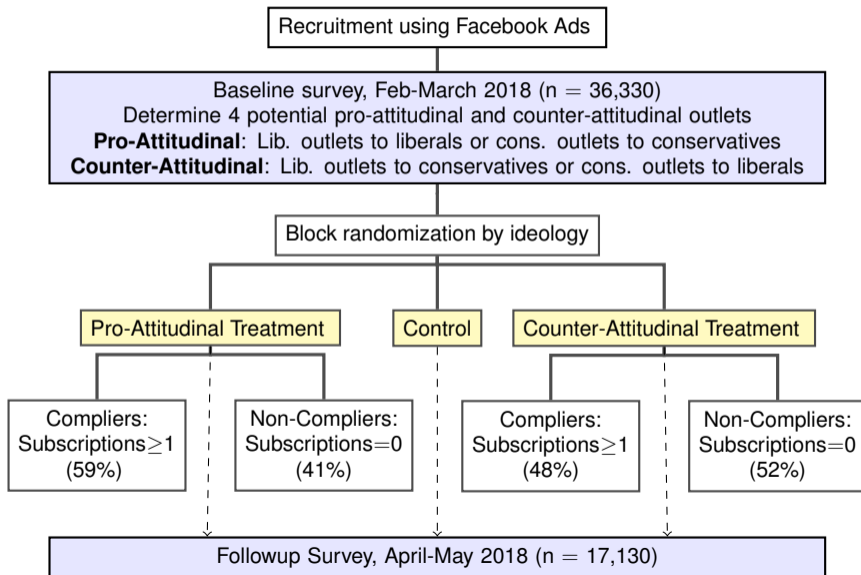 Recruitment using Facebook Ads
Baseline survey, Feb-March 2018 (n = 36,330)
Determine 4 potential pro-attitudinal and counter-attitudinal outlets
Pro-Attitudinal: Lib. outlets to liberals or cons. outlets to conservatives
Counter-Attitudinal: Lib. outlets to conservatives or cons. outlets to liberals
Block randomization by ideology
Pro-Attitudinal Treatment
Control
Counter-Attitudinal Treatment
Compliers:
Subscriptions≥1
(59%)
Non-Compliers:
Subscriptions=0
(41%)
Compliers:
Subscriptions≥1
(48%)
Non-Compliers:
Subscriptions=0
(52%)
Followup Survey, April-May 2018 (n = 17,130)